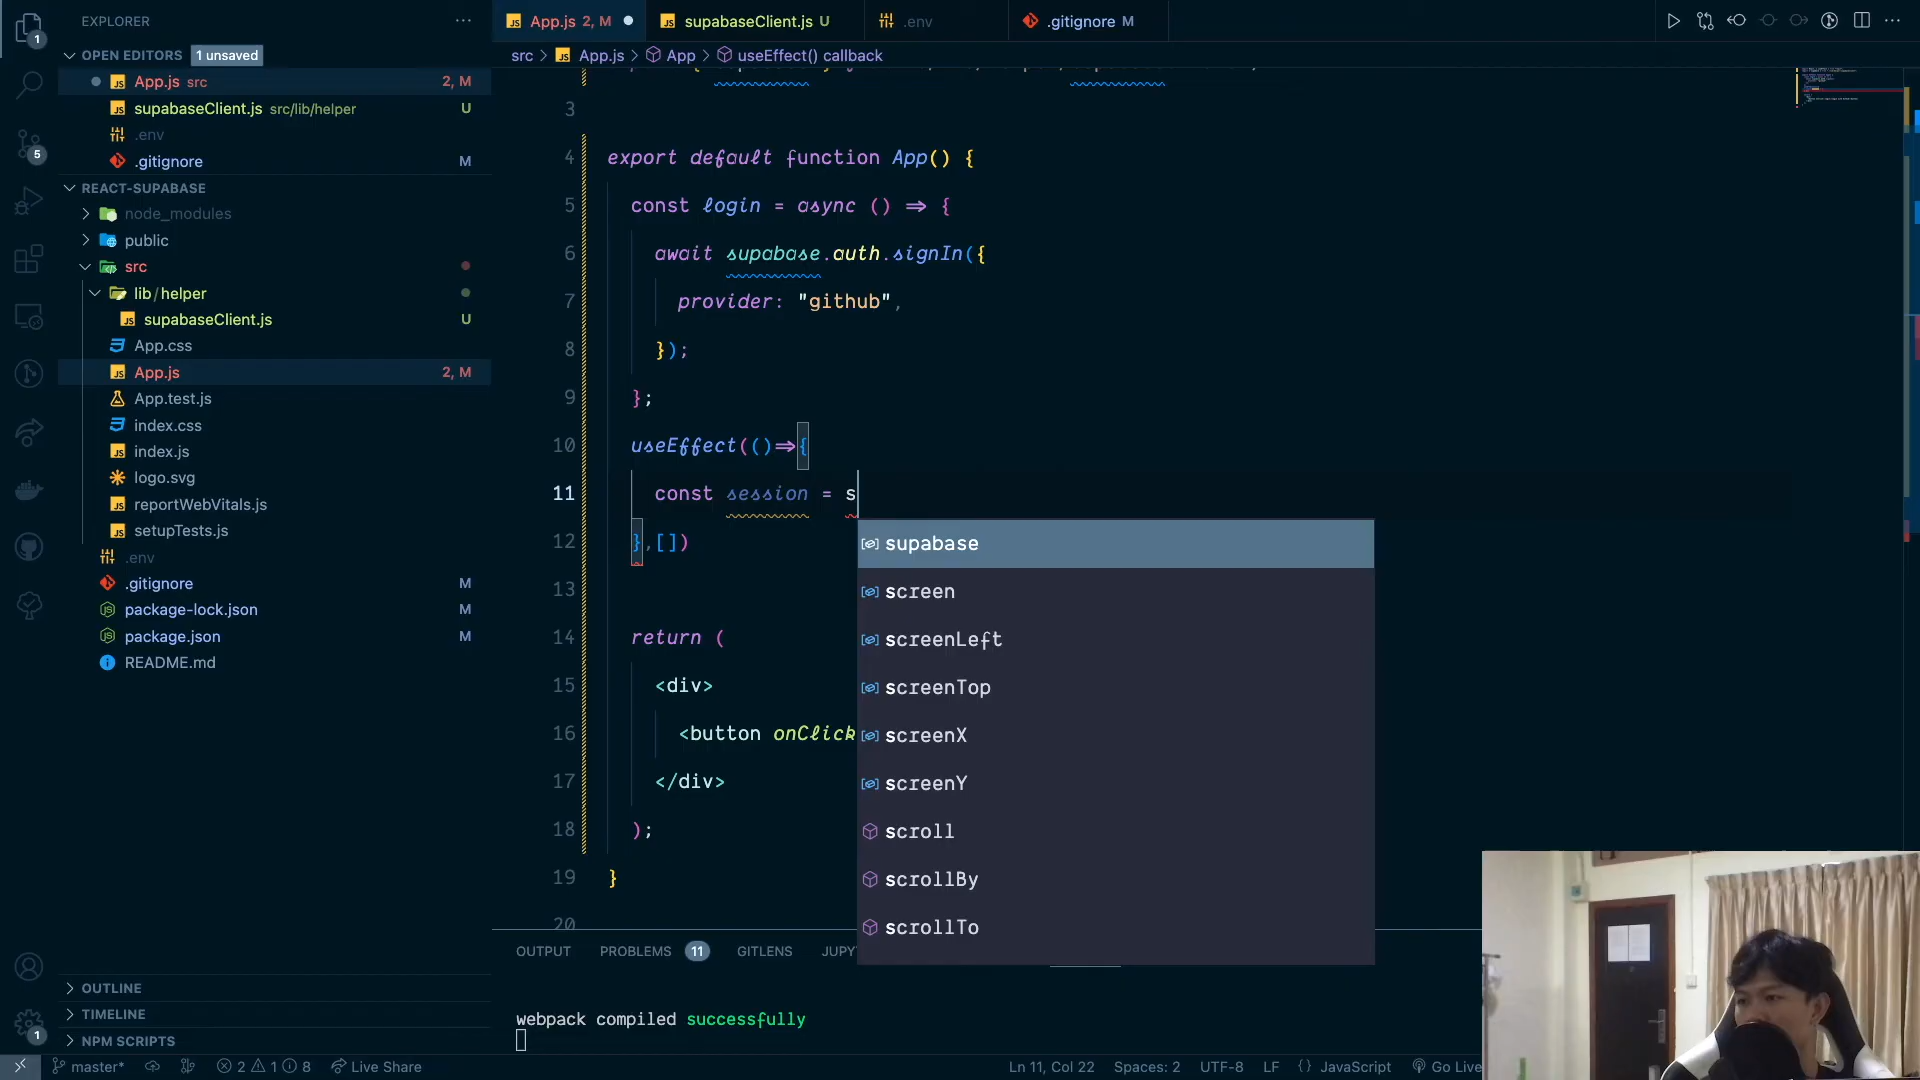 EXPLORER
OPEN EDITORS 1 unsaved
App.js src 2, M
supabaseClient.js src/lib/helper U
.env
.gitignore M
REACT-SUPABASE
node_modules
public
src
lib/helper
supabaseClient.js U
App.css
App.js 2, M
App.test.js
index.css
index.js
logo.svg
reportWebVitals.js
setupTests.js
.env
.gitignore M
package-lock.json M
package.json M
README.md
OUTLINE
TIMELINE
NPM SCRIPTS
1
5
1
App.js 2, M
supabaseClient.js U
.env
.gitignore M
src > App.js > App > useEffect() callback
3
4 export default function App() {
5 const login = async () => {
6 await supabase.auth.signIn({
7 provider: "github",
8 });
9 };
10 useEffect(()=>{
11 const session = s
12 },[])
13
14 return (
15 <div>
16 <button onClick
17 </div>
18 );
19 }
20
supabase
screen
screenLeft
screenTop
screenX
screenY
scroll
scrollBy
scrollTo
OUTPUT PROBLEMS 11 GITLENS JUPY
webpack compiled successfully
master* 2 1 8 Live Share Ln 11, Col 22 Spaces: 2 UTF-8 LF {} JavaScript Go Live